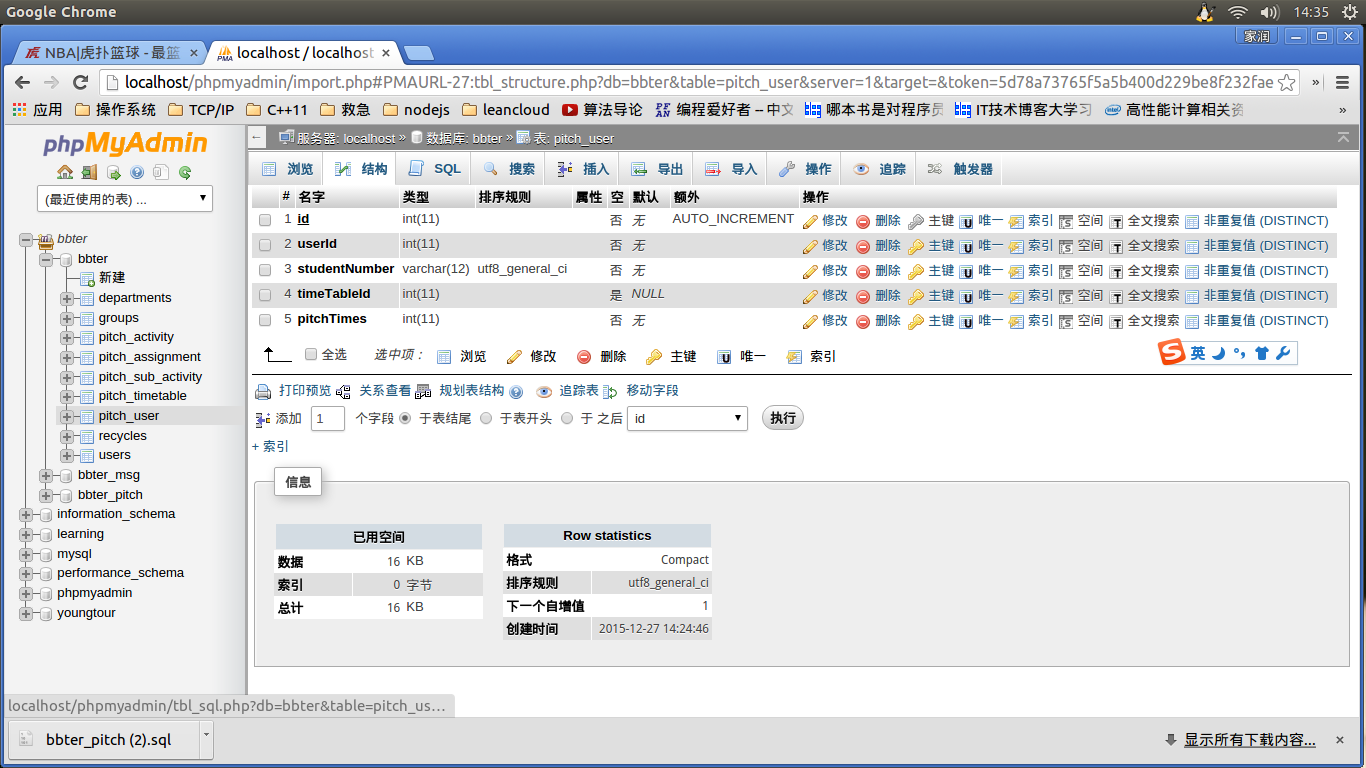 Google Chrome 14:35
家润
NBA|虎扑篮球 - 最篮 × localhost / localhost ×
localhost/phpmyadmin/import.php#PMAURL-27:tbl_structure.php?db=bbter&table=pitch_user&server=1&target=&token=5d78a73765f5a5b400d229be8f232fae »
应用 操作系统 TCP/IP C++11 救急 nodejs leancloud 算法导论 编程爱好者 – 中文 哪本书是对程序员 IT技术博客大学习 高性能计算相关资 »
phpMyAdmin
(最近使用的表) ...
bbter
bbter
新建
departments
groups
pitch_activity
pitch_assignment
pitch_sub_activity
pitch_timetable
pitch_user
recycles
users
bbter_msg
bbter_pitch
information_schema
learning
mysql
performance_schema
phpmyadmin
youngtour
服务器: localhost » 数据库: bbter » 表: pitch_user
浏览 结构 SQL 搜索 插入 导出 导入 操作 追踪 触发器
# 名字 类型 排序规则 属性 空 默认 额外 操作
1 id int(11) 否 无 AUTO_INCREMENT 修改 删除 主键 唯一 索引 空间 全文搜索 非重复值 (DISTINCT)
2 userId int(11) 否 无 修改 删除 主键 唯一 索引 空间 全文搜索 非重复值 (DISTINCT)
3 studentNumber varchar(12) utf8_general_ci 否 无 修改 删除 主键 唯一 索引 空间 全文搜索 非重复值 (DISTINCT)
4 timeTableId int(11) 是 NULL 修改 删除 主键 唯一 索引 空间 全文搜索 非重复值 (DISTINCT)
5 pitchTimes int(11) 否 无 修改 删除 主键 唯一 索引 空间 全文搜索 非重复值 (DISTINCT)
全选 选中项： 浏览 修改 删除 主键 唯一 索引
英
打印预览 关系查看 规划表结构 追踪表 移动字段
添加 1 个字段 于表结尾 于表开头 于 之后 id 执行
+ 索引
信息
已用空间
数据 16 KB
索引 0 字节
总计 16 KB
Row statistics
格式 Compact
排序规则 utf8_general_ci
下一个自增值 1
创建时间 2015-12-27 14:24:46
localhost/phpmyadmin/tbl_sql.php?db=bbter&table=pitch_us…
bbter_pitch (2).sql 显示所有下载内容... ×